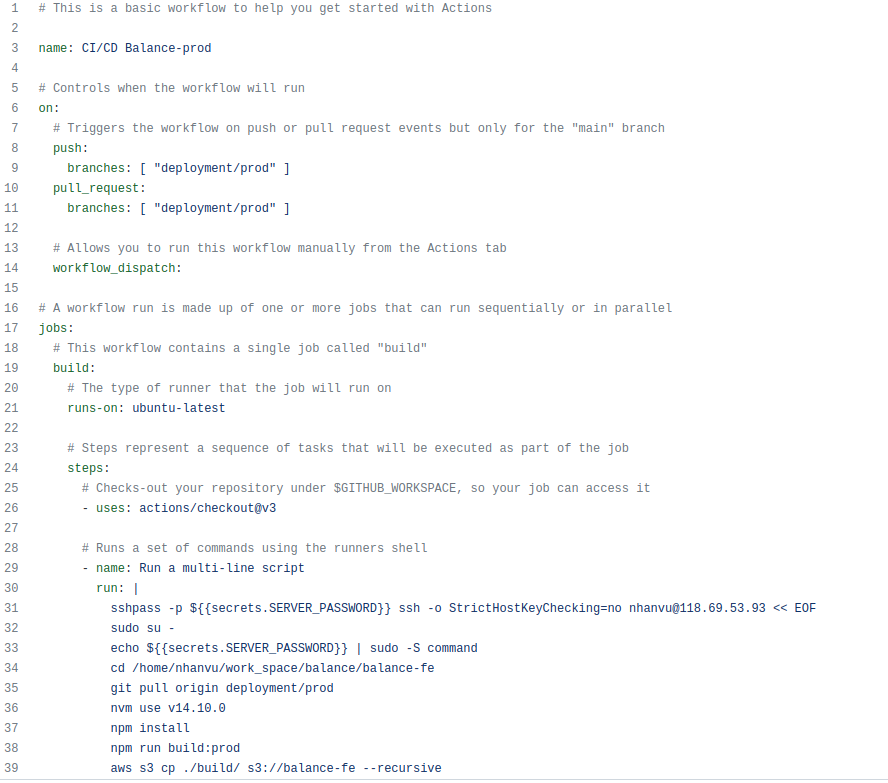 1 # This is a basic workflow to help you get started with Actions
2
3 name: CI/CD Balance-prod
4
5 # Controls when the workflow will run
6 on:
7   # Triggers the workflow on push or pull request events but only for the "main" branch
8   push:
9     branches: [ "deployment/prod" ]
10   pull_request:
11     branches: [ "deployment/prod" ]
12
13   # Allows you to run this workflow manually from the Actions tab
14   workflow_dispatch:
15
16 # A workflow run is made up of one or more jobs that can run sequentially or in parallel
17 jobs:
18   # This workflow contains a single job called "build"
19   build:
20     # The type of runner that the job will run on
21     runs-on: ubuntu-latest
22
23     # Steps represent a sequence of tasks that will be executed as part of the job
24     steps:
25       # Checks-out your repository under $GITHUB_WORKSPACE, so your job can access it
26       - uses: actions/checkout@v3
27
28       # Runs a set of commands using the runners shell
29       - name: Run a multi-line script
30         run: |
31           sshpass -p ${{secrets.SERVER_PASSWORD}} ssh -o StrictHostKeyChecking=no nhanvu@118.69.53.93 << EOF
32           sudo su -
33           echo ${{secrets.SERVER_PASSWORD}} | sudo -S command
34           cd /home/nhanvu/work_space/balance/balance-fe
35           git pull origin deployment/prod
36           nvm use v14.10.0
37           npm install
38           npm run build:prod
39           aws s3 cp ./build/ s3://balance-fe --recursive